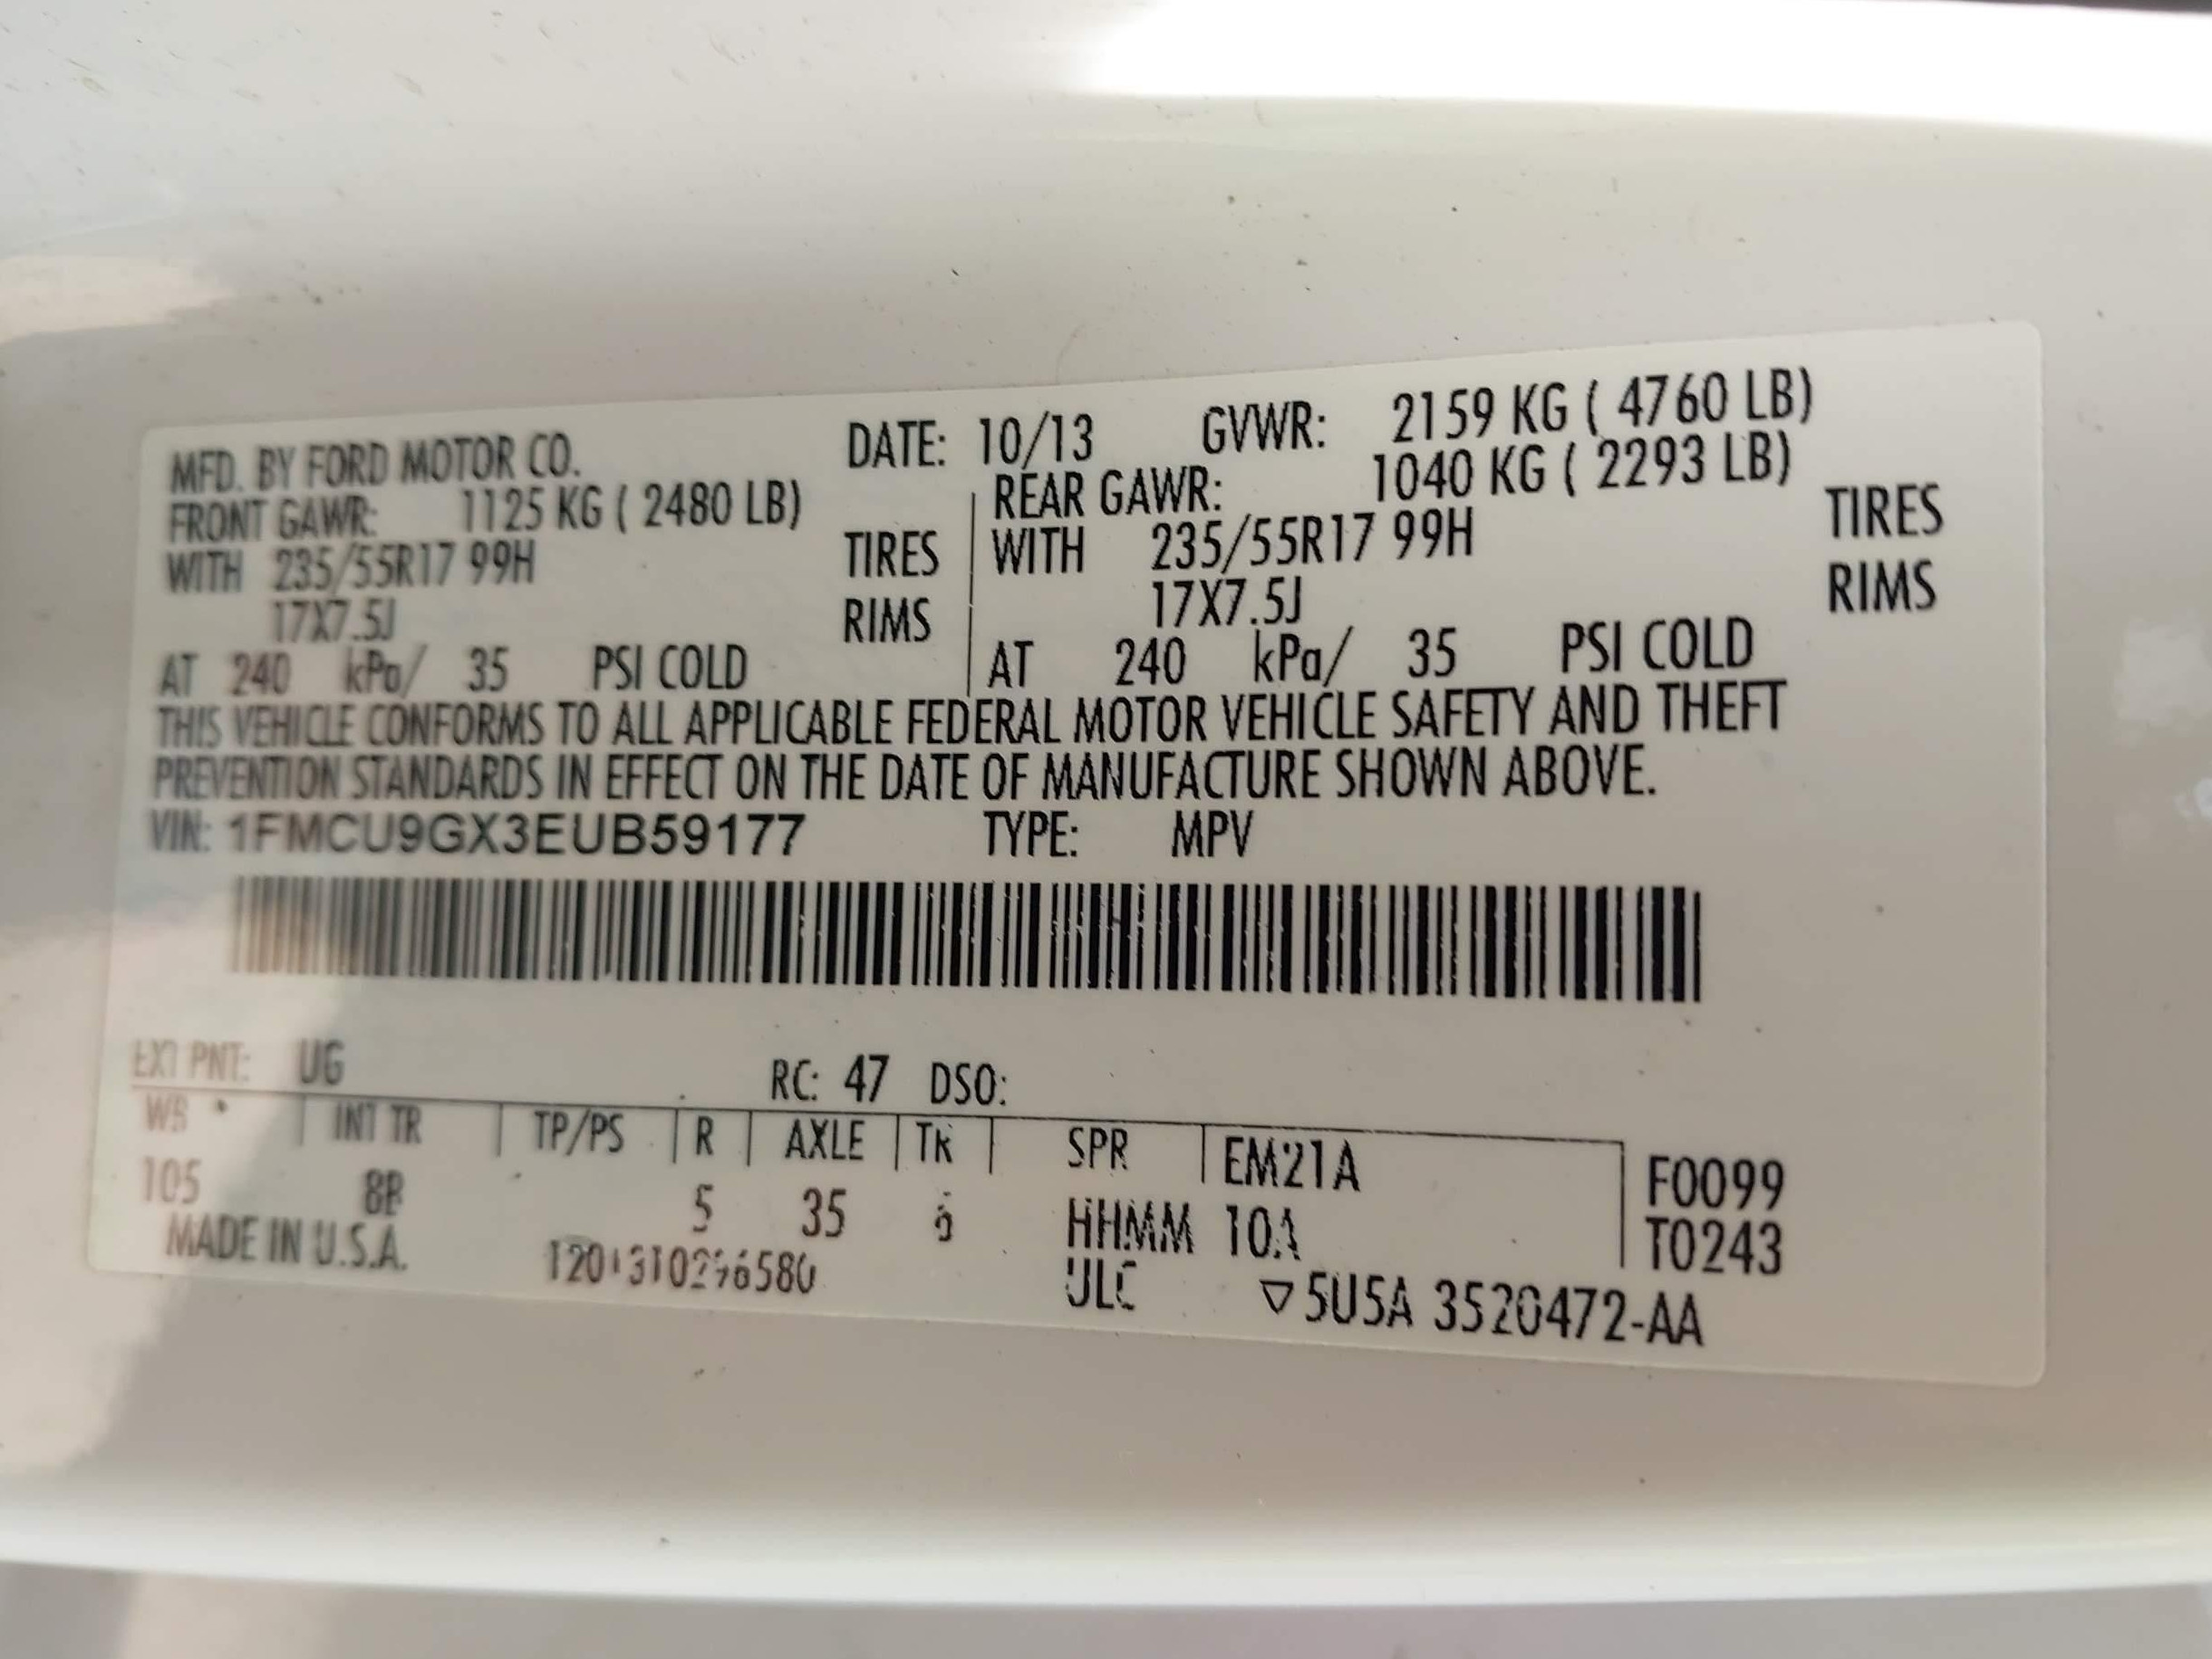 MFD. BY FORD MOTOR CO. DATE: 10/13 GVWR: 2159 KG ( 4760 LB)
FRONT GAWR: 1125 KG ( 2480 LB) REAR GAWR: 1040 KG ( 2293 LB)
WITH 235/55R17 99H TIRES WITH 235/55R17 99H TIRES
17X7.5J RIMS 17X7.5J RIMS
AT 240 kPa/ 35 PSI COLD AT 240 kPa/ 35 PSI COLD
THIS VEHICLE CONFORMS TO ALL APPLICABLE FEDERAL MOTOR VEHICLE SAFETY AND THEFT
PREVENTION STANDARDS IN EFFECT ON THE DATE OF MANUFACTURE SHOWN ABOVE.
VIN: 1FMCU9GX3EUB59177 TYPE: MPV
EXT PNT: UG RC: 47 DSO:
WB INT TR TP/PS R AXLE TR SPR EM21A F0099
105 5 35 HHMM 10A T0243
MADE IN U.S.A. ULC ▽5U5A 3520472-AA